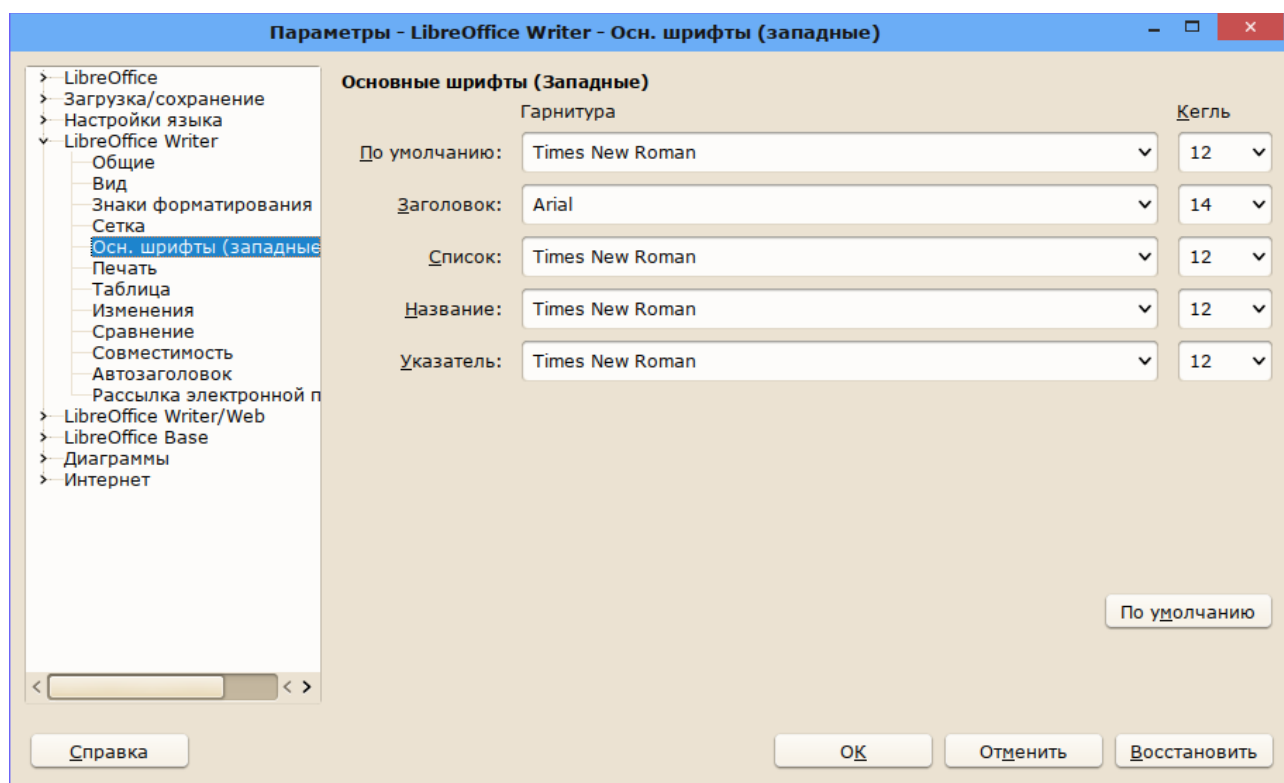 Параметры - LibreOffice Writer - Осн. шрифты (западные)
LibreOffice
Загрузка/сохранение
Настройки языка
LibreOffice Writer
Общие
Вид
Знаки форматирования
Сетка
Осн. шрифты (западные
Печать
Таблица
Изменения
Сравнение
Совместимость
Автозаголовок
Рассылка электронной п
LibreOffice Writer/Web
LibreOffice Base
Диаграммы
Интернет
Основные шрифты (Западные)
Гарнитура Кегль
По умолчанию: Times New Roman 12
Заголовок: Arial 14
Список: Times New Roman 12
Название: Times New Roman 12
Указатель: Times New Roman 12
По умолчанию
Справка ОК Отменить Восстановить